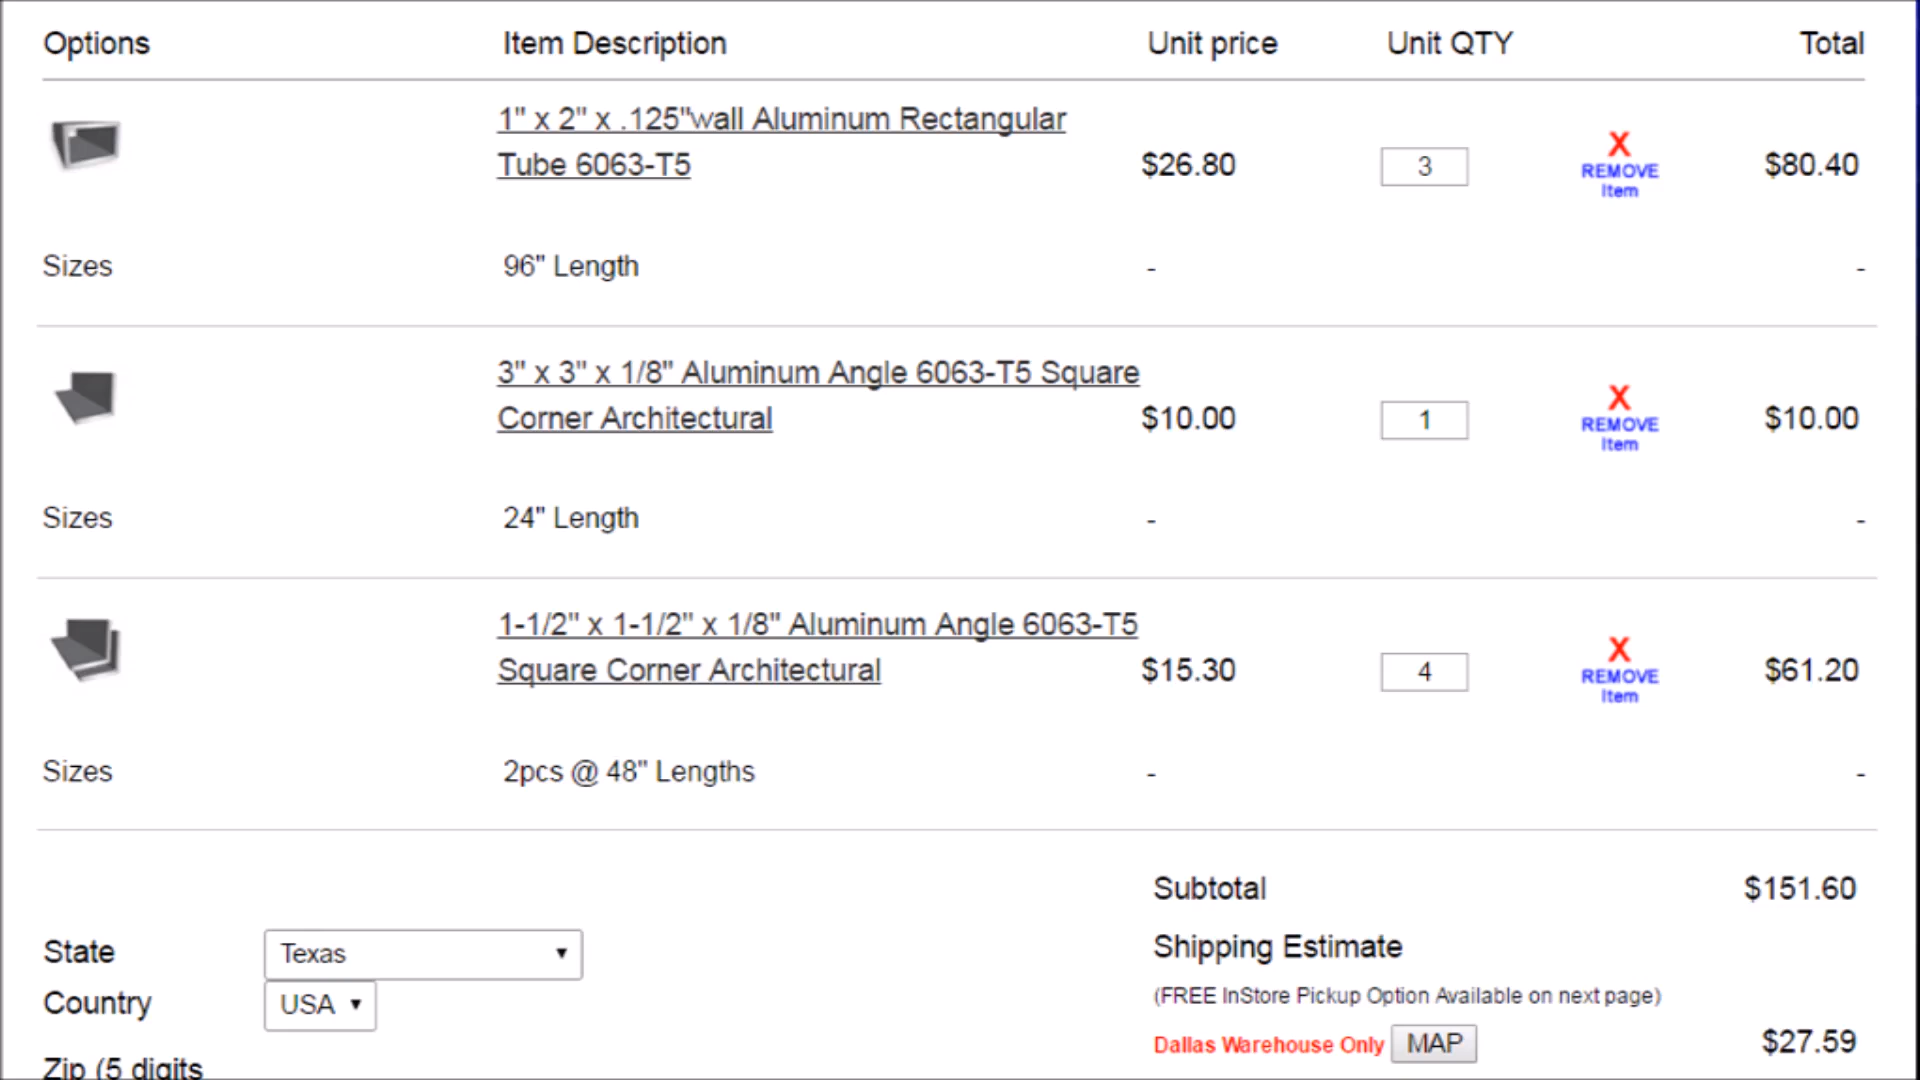 Options Item Description Unit price Unit QTY Total
1" x 2" x .125"wall Aluminum Rectangular
Tube 6063-T5 $26.80 3 X REMOVE Item $80.40
Sizes 96" Length - -
3" x 3" x 1/8" Aluminum Angle 6063-T5 Square
Corner Architectural $10.00 1 X REMOVE Item $10.00
Sizes 24" Length - -
1-1/2" x 1-1/2" x 1/8" Aluminum Angle 6063-T5
Square Corner Architectural $15.30 4 X REMOVE Item $61.20
Sizes 2pcs @ 48" Lengths - -
Subtotal $151.60
State Texas
Shipping Estimate
Country USA
(FREE InStore Pickup Option Available on next page)
Dallas Warehouse Only MAP $27.59
Zip (5 digits